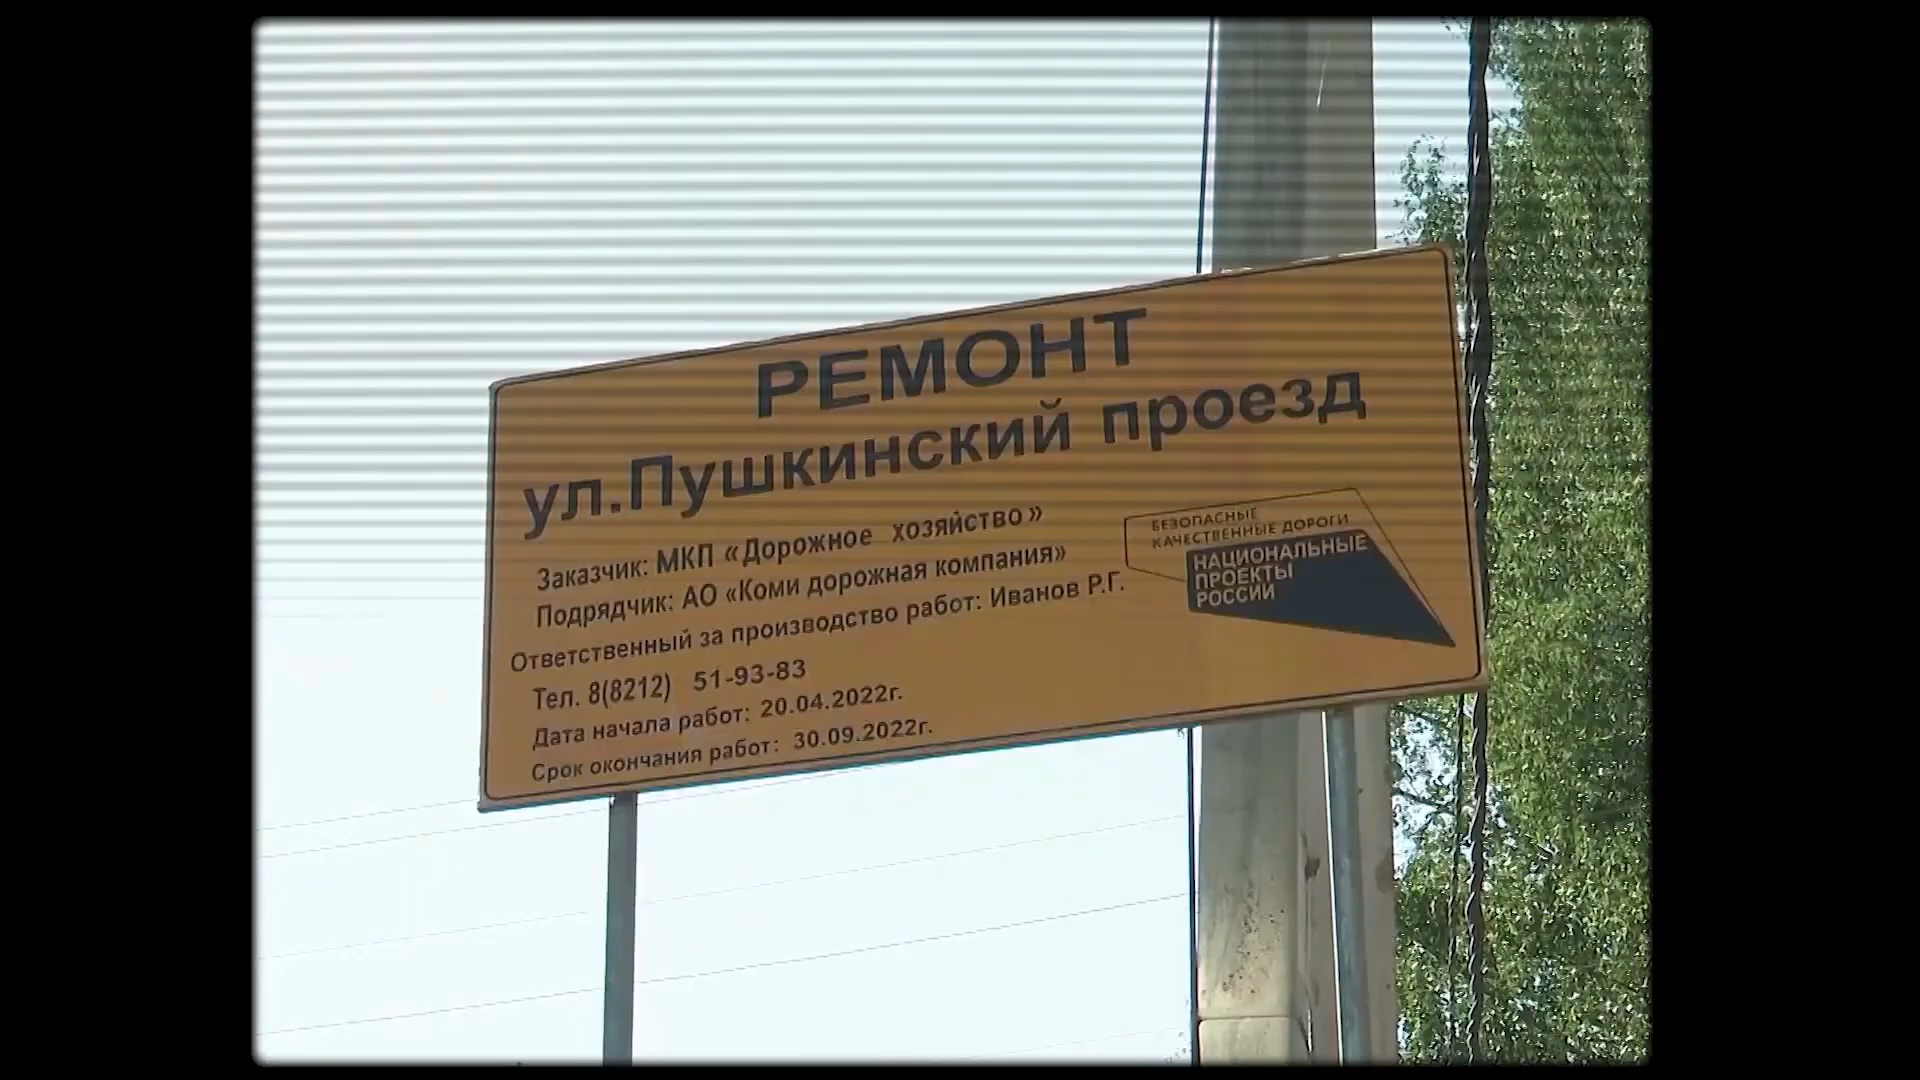 РЕМОНТ
ул.Пушкинский проезд
Заказчик: МКП «Дорожное хозяйство»
Подрядчик: АО «Коми дорожная компания»
Ответственный за производство работ: Иванов Р.Г.
Тел. 8(8212) 51-93-83
Дата начала работ: 20.04.2022г.
Срок окончания работ: 30.09.2022г.
БЕЗОПАСНЫЕ
КАЧЕСТВЕННЫЕ ДОРОГИ
НАЦИОНАЛЬНЫЕ
ПРОЕКТЫ
РОССИИ